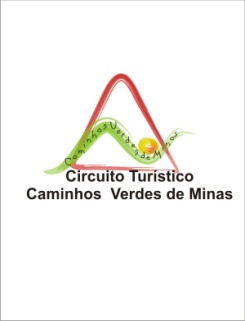 Caminhos Verdes de Minas
Circuito Turístico
Caminhos Verdes de Minas